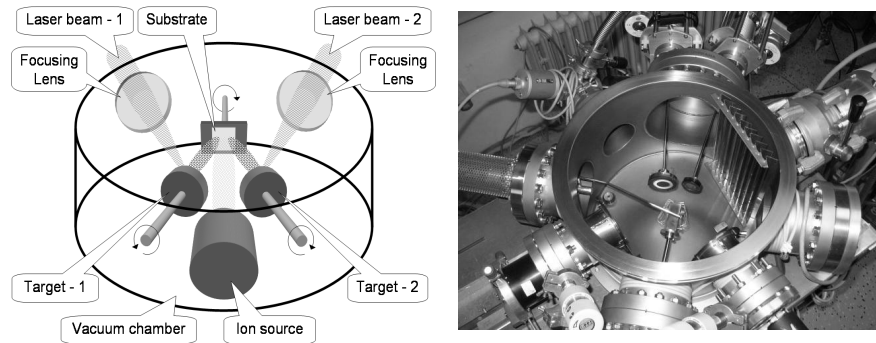 Laser beam - 1
Substrate
Laser beam - 2
Focusing
Lens
Focusing
Lens
Target - 1
Target - 2
Vacuum chamber
Ion source